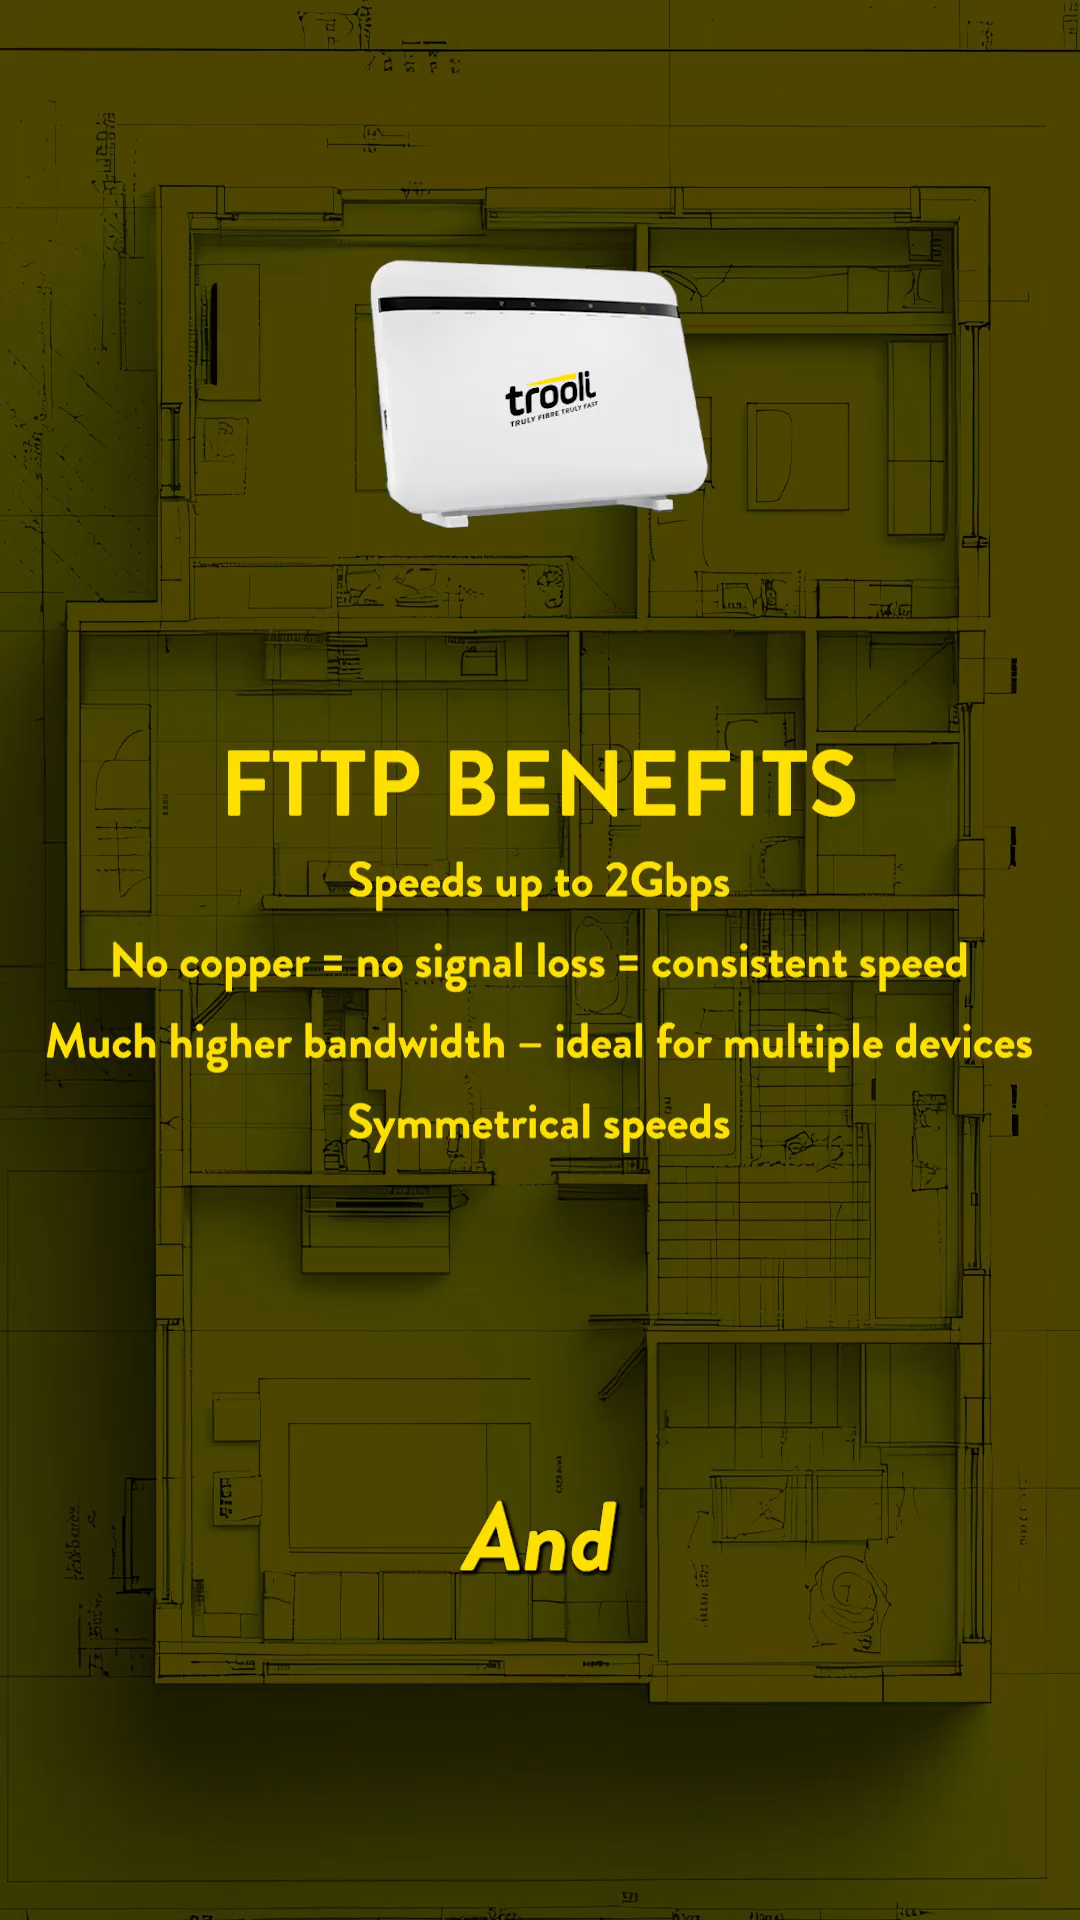 trooli
TRULY FIBRE TRULY FAST
FTTP BENEFITS
Speeds up to 2Gbps
No copper = no signal loss = consistent speed
Much higher bandwidth – ideal for multiple devices
Symmetrical speeds
And